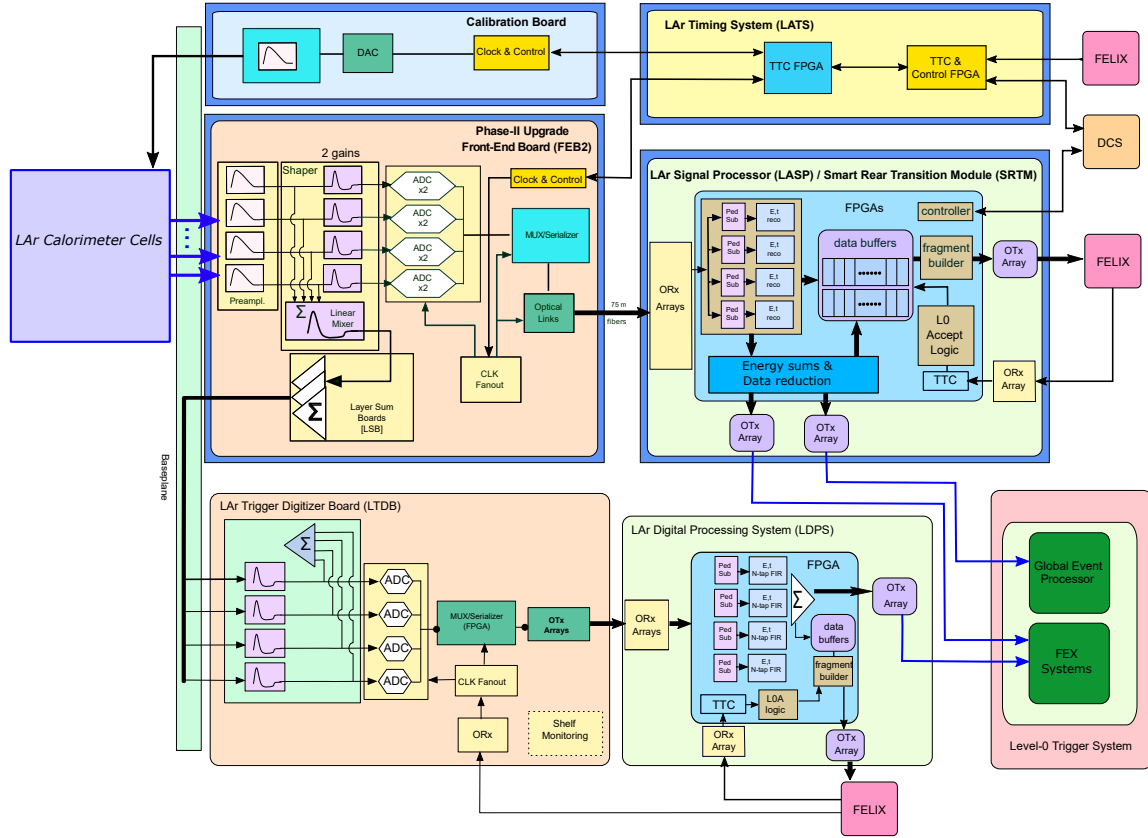 Calibration Board
DAC
Clock & Control
LAr Timing System (LATS)
TTC FPGA
TTC &
Control FPGA
FELIX
DCS
Phase-II Upgrade
Front-End Board (FEB2)
2 gains
Shaper
Preampl.
ADC
x2
ADC
x2
ADC
x2
ADC
x2
Clock & Control
MUX/Serializer
Optical
Links
75 m
fibers
CLK
Fanout
Σ
Linear
Mixer
Σ
Layer Sum
Boards
[LSB]
LAr Calorimeter Cells
Baseplane
LAr Signal Processor (LASP) / Smart Rear Transition Module (SRTM)
FPGAs
ORx
Arrays
Ped
Sub
E,t
reco
Ped
Sub
E,t
reco
Ped
Sub
E,t
reco
Ped
Sub
E,t
reco
data buffers
controller
fragment
builder
OTx
Array
FELIX
L0
Accept
Logic
TTC
ORx
Array
Energy sums &
Data reduction
OTx
Array
OTx
Array
LAr Trigger Digitizer Board (LTDB)
Σ
ADC
ADC
ADC
ADC
MUX/Serializer
(FPGA)
OTx
Arrays
CLK Fanout
ORx
Shelf
Monitoring
LAr Digital Processing System (LDPS)
FPGA
ORx
Arrays
Ped
Sub
E,t
N-tap FIR
Ped
Sub
E,t
N-tap FIR
Ped
Sub
E,t
N-tap FIR
Ped
Sub
E,t
N-tap FIR
Σ
data
buffers
fragment
builder
TTC
L0A
logic
OTx
Array
ORx
Array
OTx
Array
FELIX
Global Event
Processor
FEX
Systems
Level-0 Trigger System